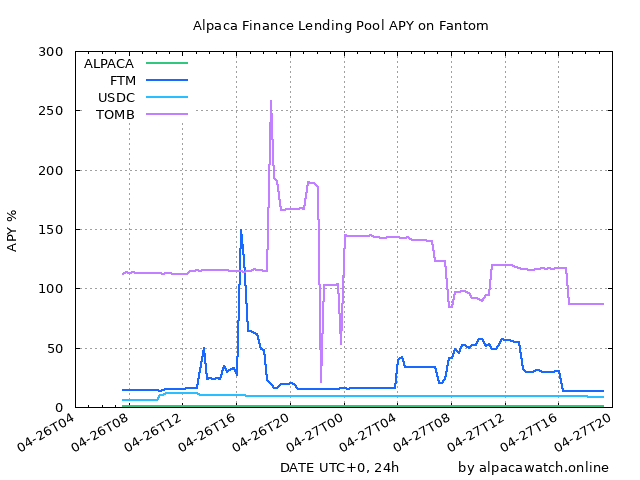 Alpaca Finance Lending Pool APY on Fantom
300
250
200
150
100
50
0
APY %
ALPACA
FTM
USDC
TOMB
04-26T04
04-26T08
04-26T12
04-26T16
04-26T20
04-27T00
04-27T04
04-27T08
04-27T12
04-27T16
04-27T20
DATE UTC+0, 24h
by alpacawatch.online